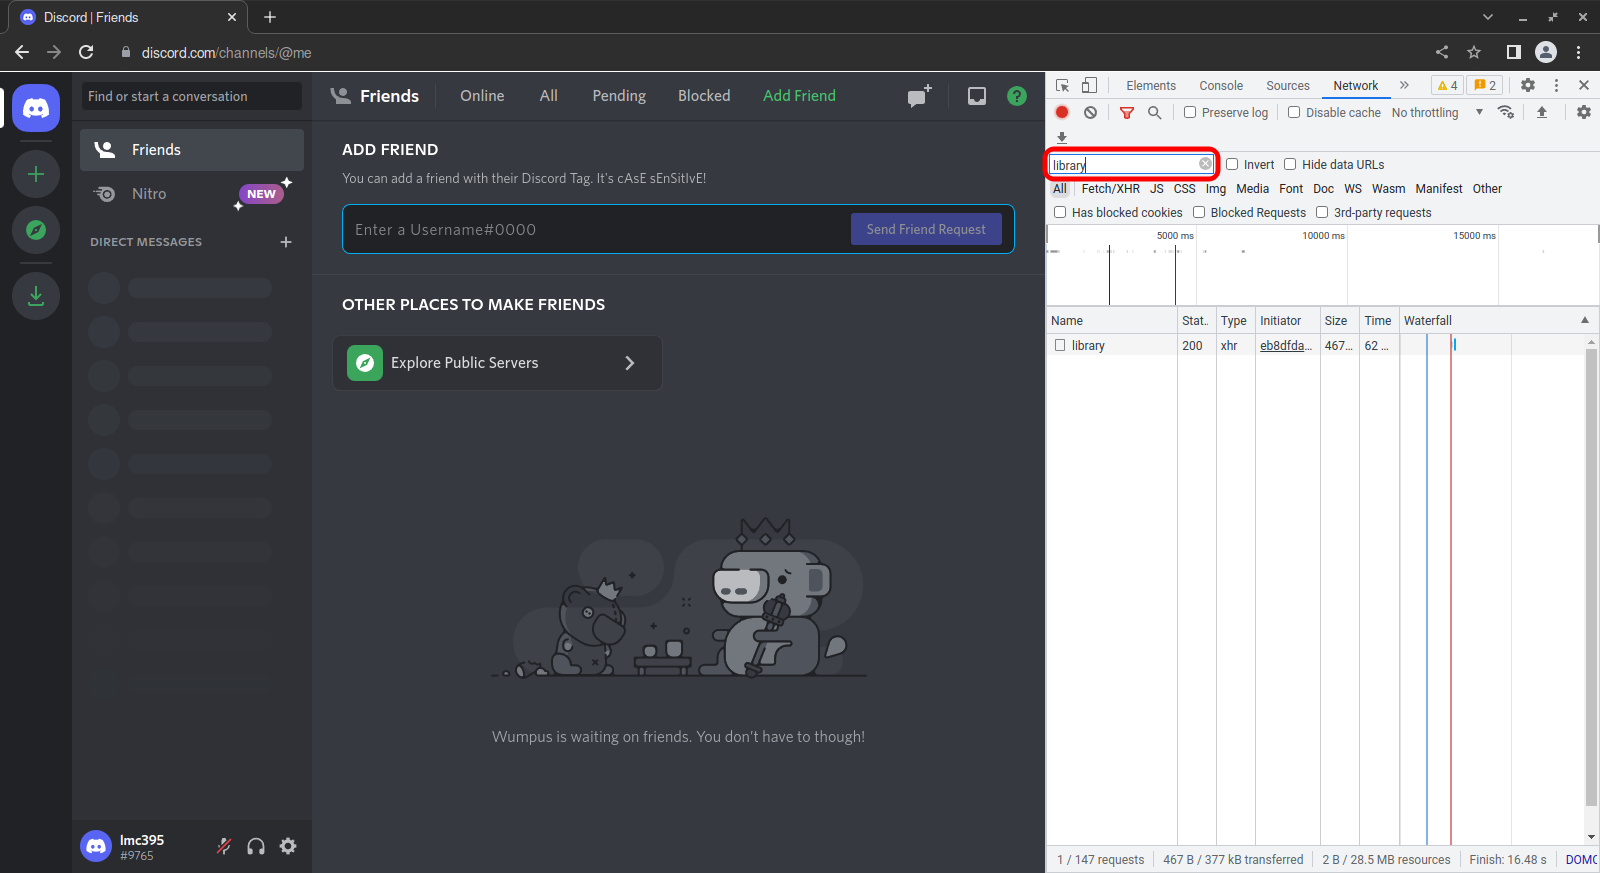 Discord | Friends
discord.com/channels/@me
Find or start a conversation
Friends
Online
All
Pending
Blocked
Add Friend
Friends
Nitro
NEW
DIRECT MESSAGES
ADD FRIEND
You can add a friend with their Discord Tag. It's cAsE sEnSitIvE!
Enter a Username#0000
Send Friend Request
OTHER PLACES TO MAKE FRIENDS
Explore Public Servers
Wumpus is waiting on friends. You don't have to though!
lmc395
#9765
Elements Console Sources Network 4 2
Preserve log Disable cache No throttling
library Invert Hide data URLs
All Fetch/XHR JS CSS Img Media Font Doc WS Wasm Manifest Other
Has blocked cookies Blocked Requests 3rd-party requests
5000 ms 10000 ms 15000 ms
Name Stat.. Type Initiator Size Time Waterfall
library 200 xhr eb8dfda... 467... 62 ...
1 / 147 requests 467 B / 377 kB transferred 2 B / 28.5 MB resources Finish: 16.48 s DOMC